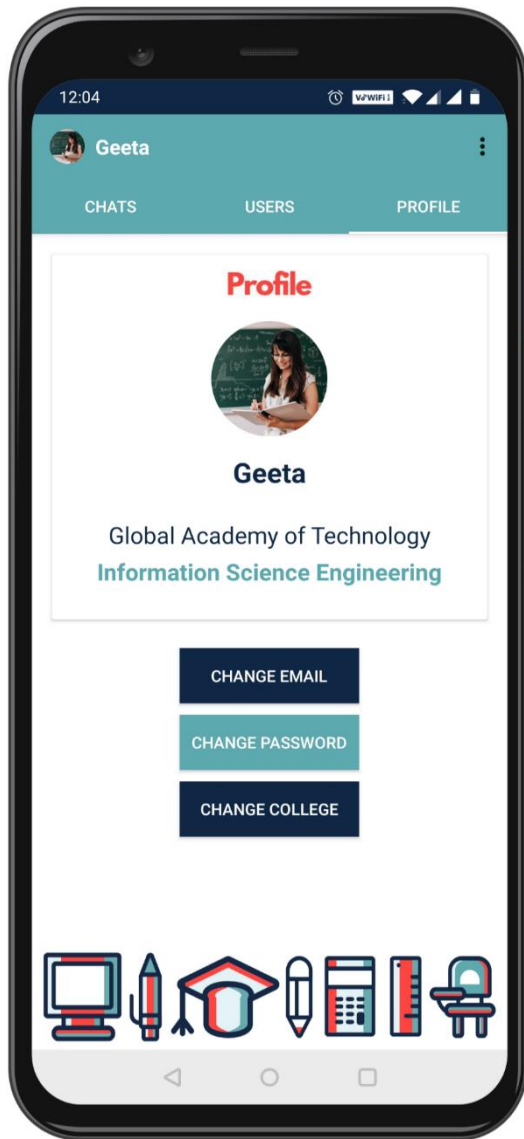 12:04
Geeta
CHATS USERS PROFILE
Profile
Geeta
Global Academy of Technology
Information Science Engineering
CHANGE EMAIL
CHANGE PASSWORD
CHANGE COLLEGE